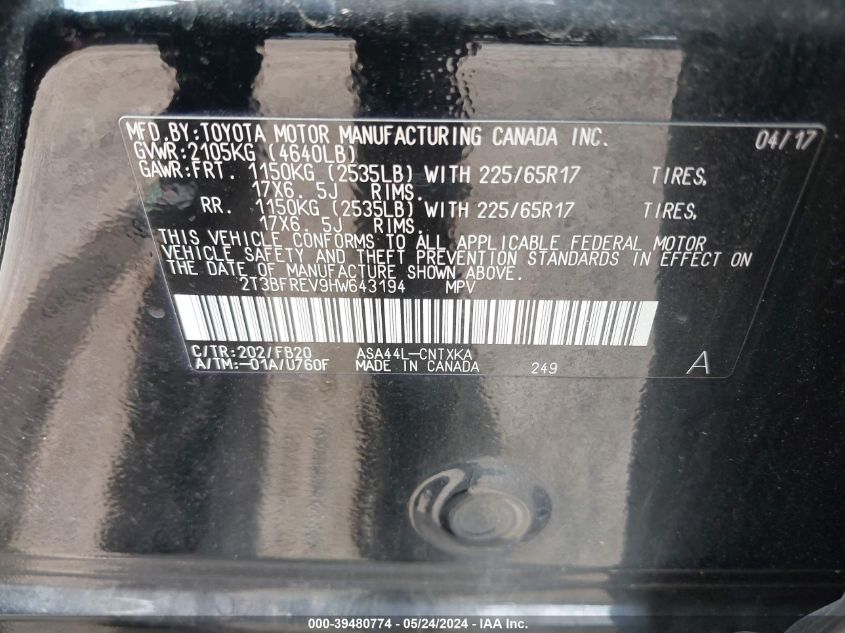 MFD.BY:TOYOTA MOTOR MANUFACTURING CANADA INC. 04/17
GVWR:2105KG (4640LB)
GAWR:FRT. 1150KG (2535LB) WITH 225/65R17 TIRES,
17X6. 5J RIMS.
RR. 1150KG (2535LB) WITH 225/65R17 TIRES,
17X6. 5J RIMS.
THIS VEHICLE CONFORMS TO ALL APPLICABLE FEDERAL MOTOR
VEHICLE SAFETY AND THEFT PREVENTION STANDARDS IN EFFECT ON
THE DATE OF MANUFACTURE SHOWN ABOVE.
2T3BFREV9HW643194 MPV
C/TR:202/FB20 ASA44L-CNTXKA
A/TM:-01A/U760F MADE IN CANADA 249 A
000-39480774 - 05/24/2024 - IAA Inc.